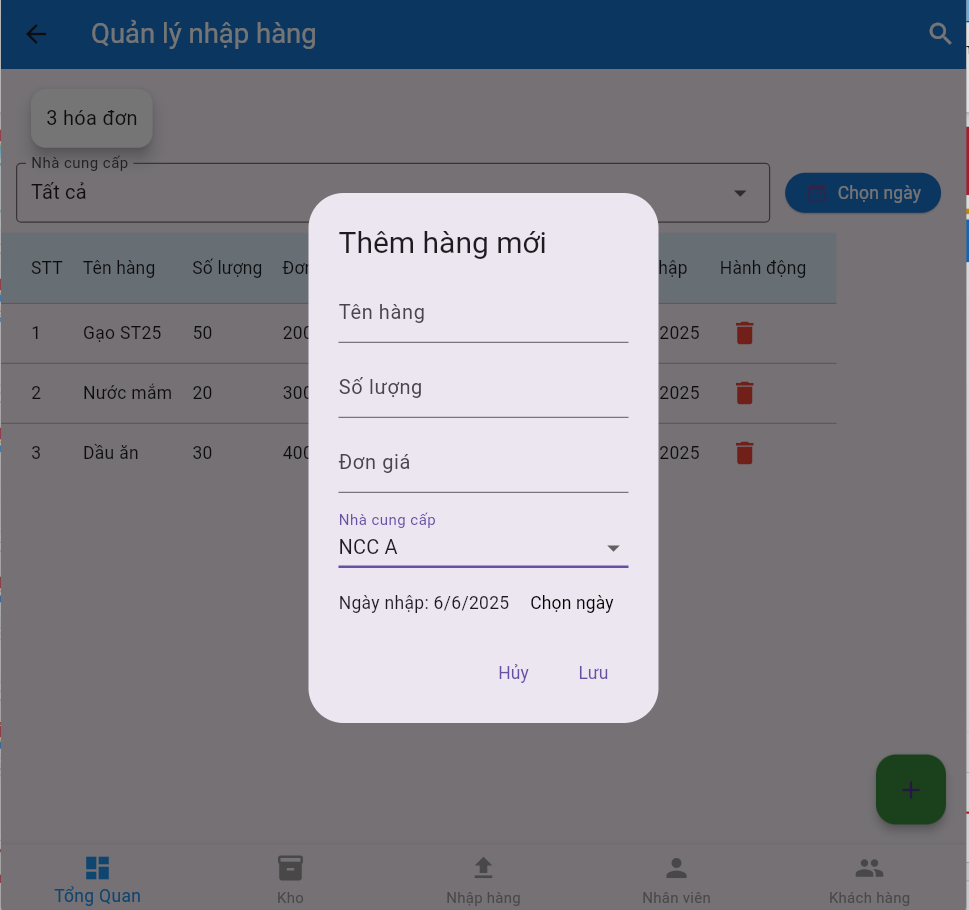 Quản lý nhập hàng
3 hóa đơn
Nhà cung cấp
Tất cả
Chọn ngày
STT Tên hàng Số lượng Hành động
1 Gạo ST25 50 2025
2 Nước mắm 20 2025
3 Dầu ăn 30 2025
Thêm hàng mới
Tên hàng
Số lượng
Đơn giá
Nhà cung cấp
NCC A
Ngày nhập: 6/6/2025 Chọn ngày
Hủy Lưu
Tổng Quan Kho Nhập hàng Nhân viên Khách hàng